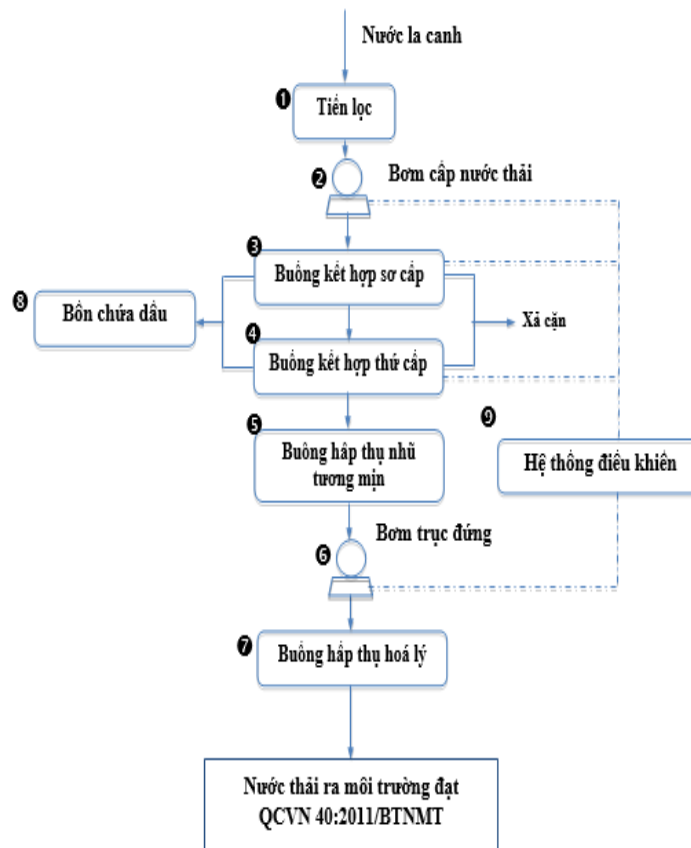 Nước la canh
❶
Tiền lọc
❷
Bơm cấp nước thải
❸
Buồng kết hợp sơ cấp
❽
Bồn chứa dầu
Xả cặn
❹
Buồng kết hợp thứ cấp
❺
Buồng hấp thụ nhũ
tương mịn
❾
Hệ thống điều khiển
Bơm trục đứng
❻
❼
Buồng hấp thụ hoá lý
Nước thải ra môi trường đạt
QCVN 40:2011/BTNMT